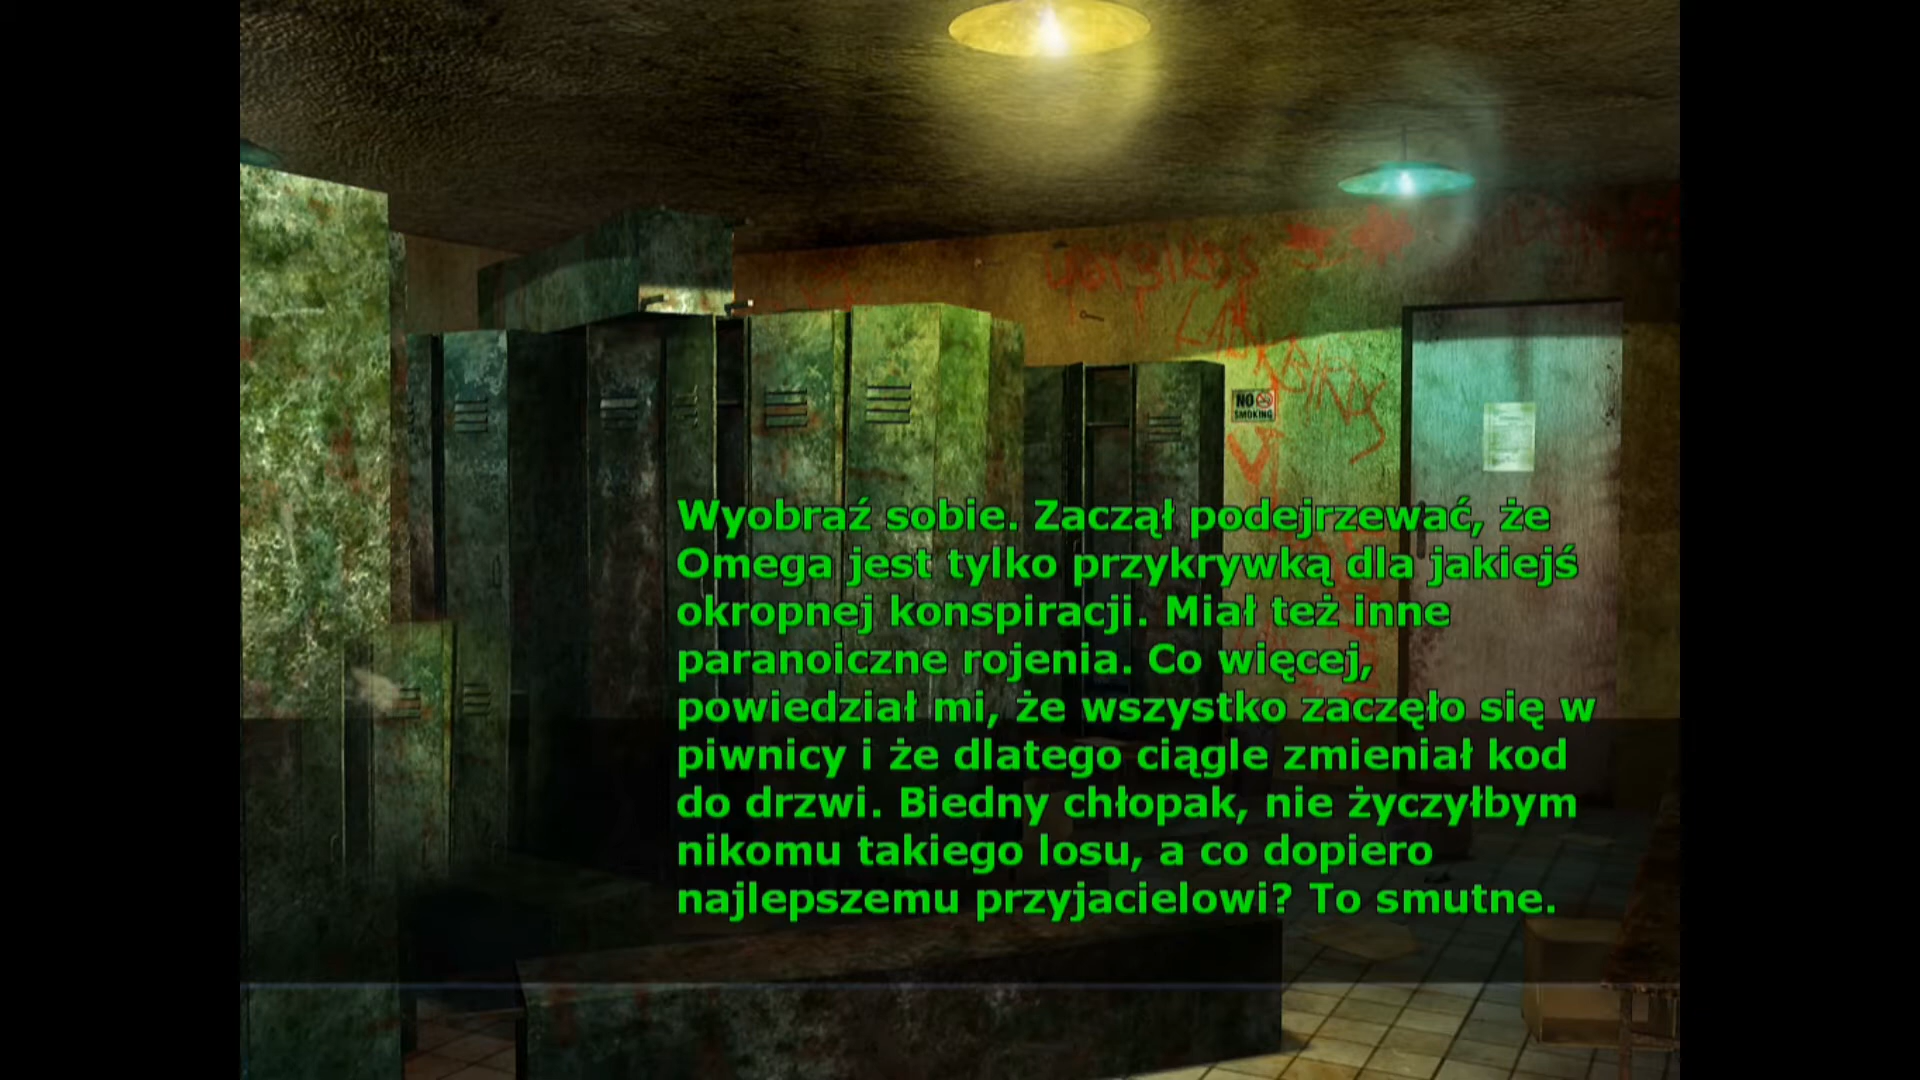 NO
SMOKING
Wyobraź sobie. Zaczął podejrzewać, że
Omega jest tylko przykrywką dla jakiejś
okropnej konspiracji. Miał też inne
paranoiczne rojenia. Co więcej,
powiedział mi, że wszystko zaczęło się w
piwnicy i że dlatego ciągle zmieniał kod
do drzwi. Biedny chłopak, nie życzyłbym
nikomu takiego losu, a co dopiero
najlepszemu przyjacielowi? To smutne.